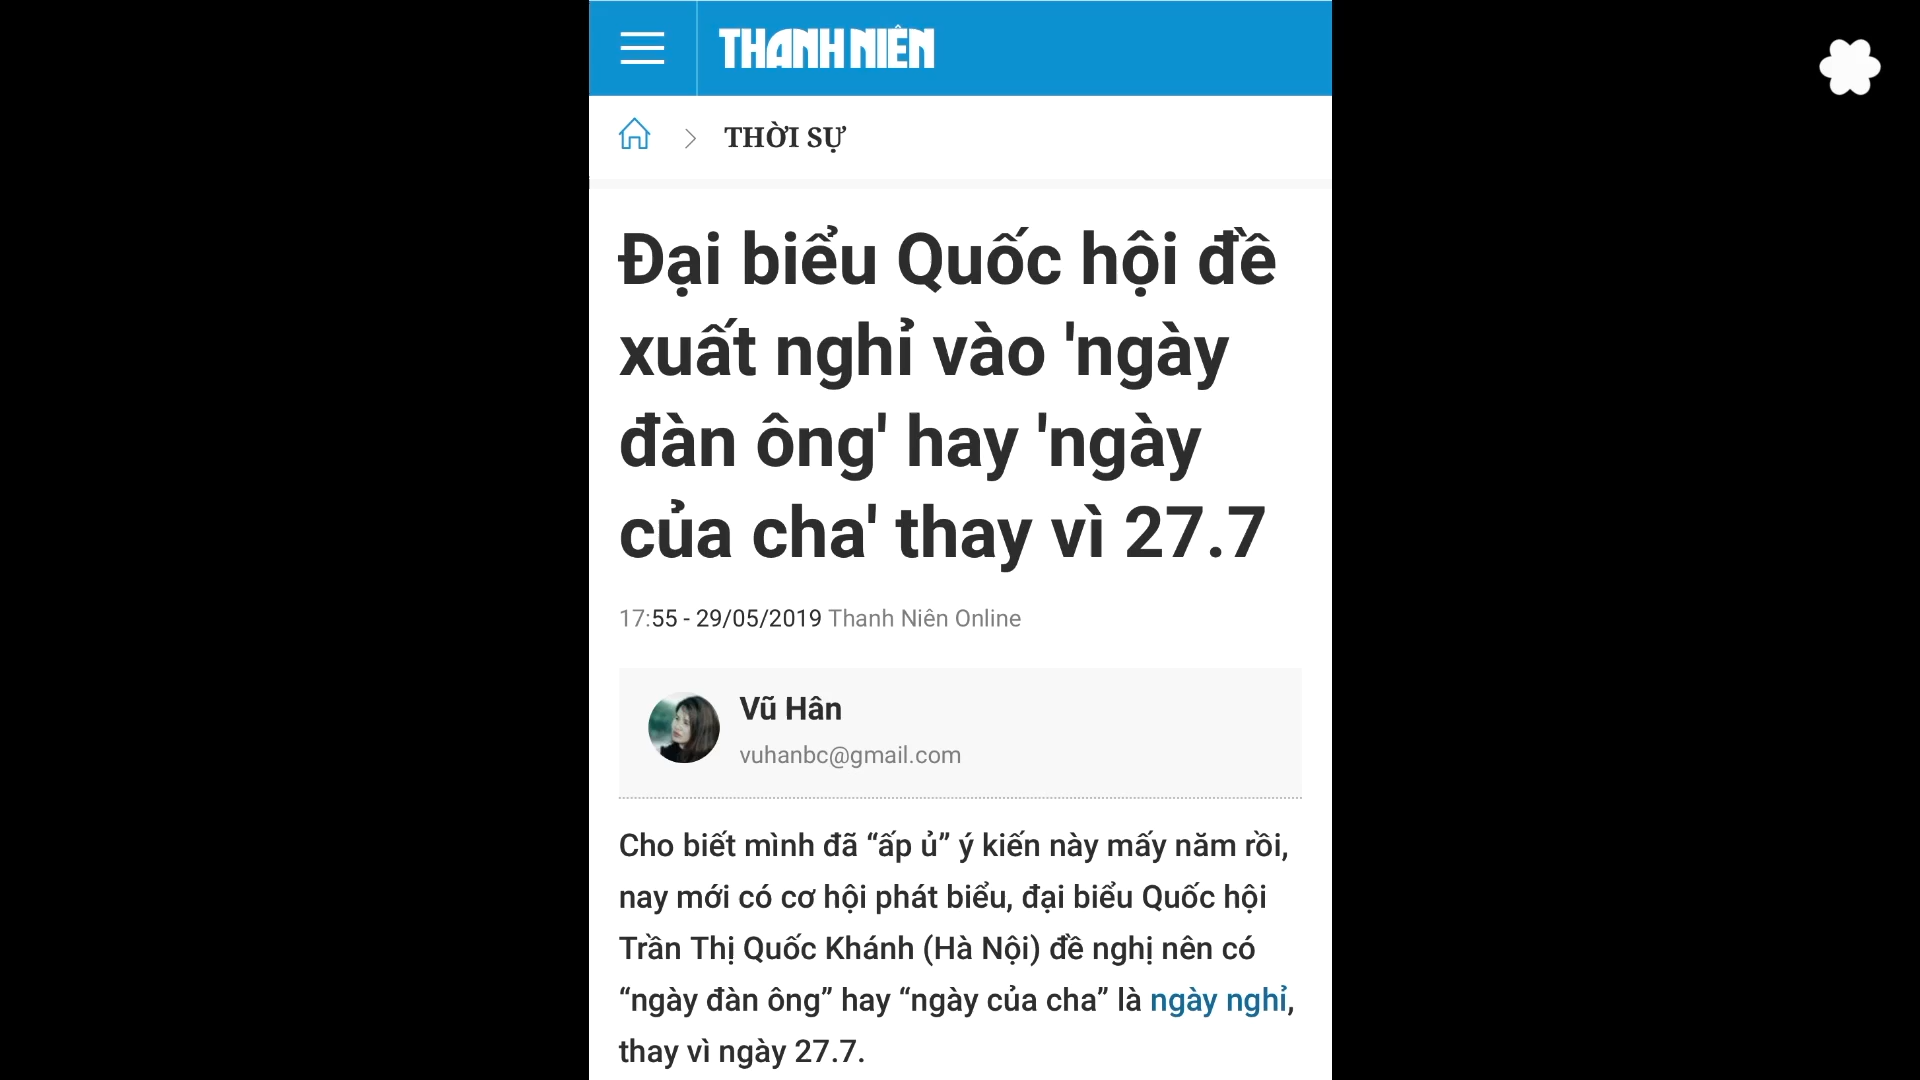 THANH NIÊN
THỜI SỰ
Đại biểu Quốc hội đề
xuất nghỉ vào 'ngày
đàn ông' hay 'ngày
của cha' thay vì 27.7
17:55 - 29/05/2019 Thanh Niên Online
Vũ Hân
vuhanbc@gmail.com
Cho biết mình đã “ấp ủ” ý kiến này mấy năm rồi,
nay mới có cơ hội phát biểu, đại biểu Quốc hội
Trần Thị Quốc Khánh (Hà Nội) đề nghị nên có
“ngày đàn ông” hay “ngày của cha” là ngày nghỉ,
thay vì ngày 27.7.